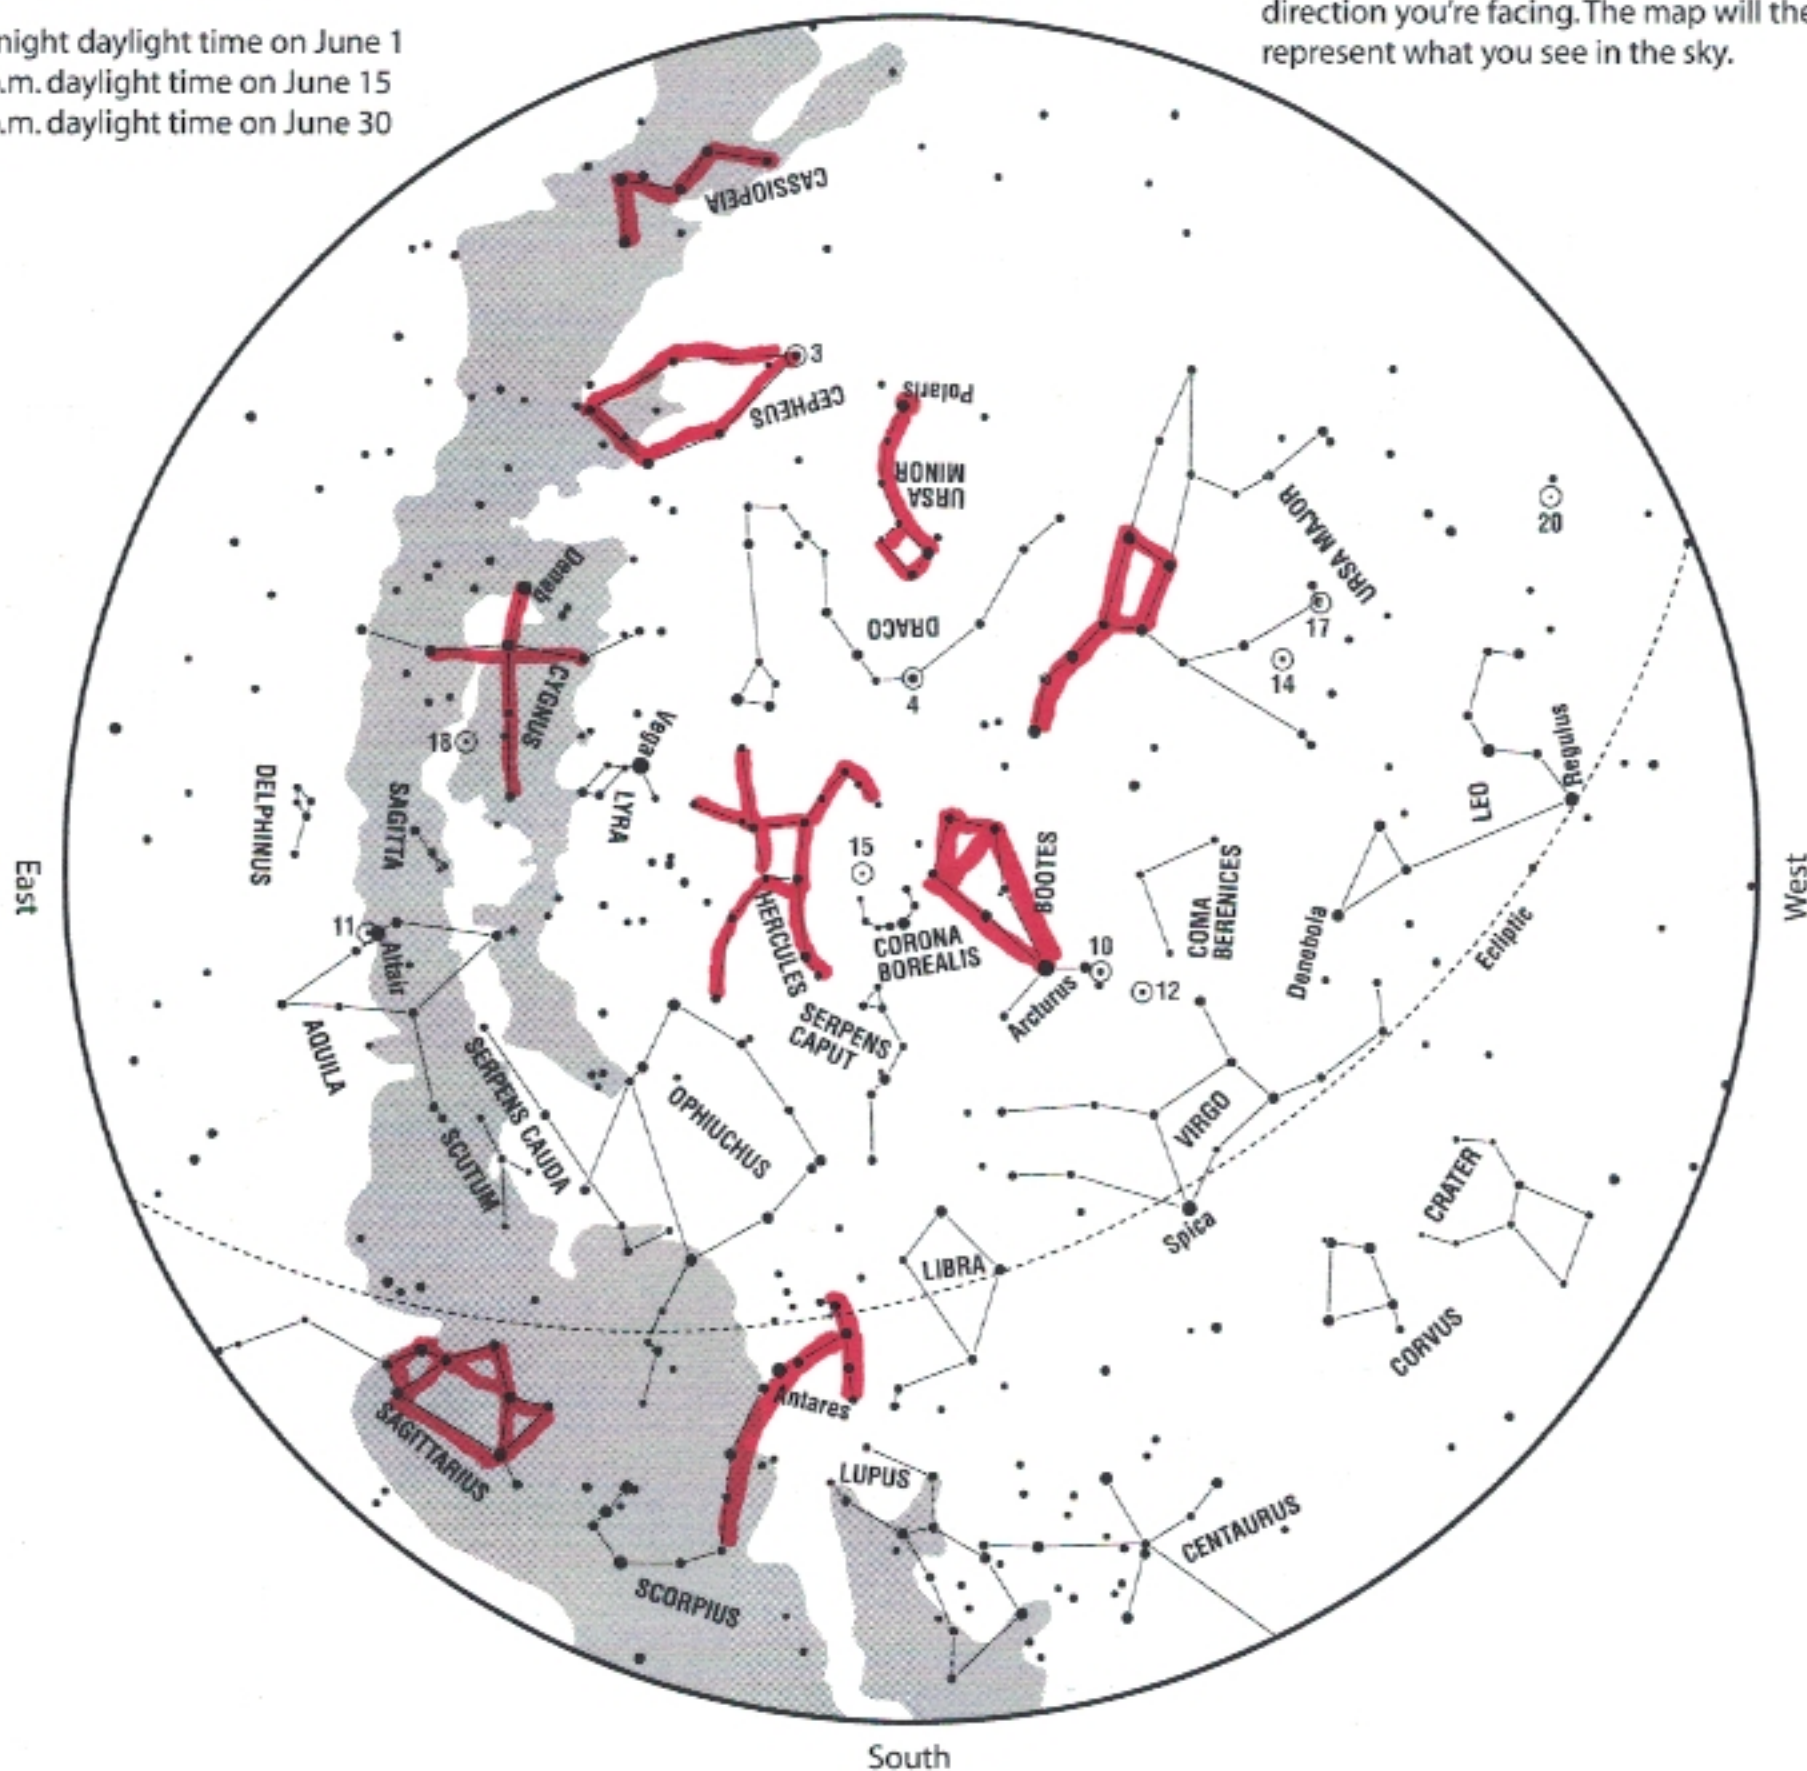 night daylight time on June 1
.m. daylight time on June 15
.m. daylight time on June 30
direction you're facing. The map will the
represent what you see in the sky.
CASSIOPEIA
3
CEPHEUS
Polaris
URSA
MINOR
URSA MAJOR
20
Deneb
DRACO
17
14
4
CYGNUS
18
Vega
LYRA
DELPHINUS
SAGITTA
Regulus
LEO
15
BOOTES
COMA
BERENICES
East
West
HERCULES
CORONA
BOREALIS
10
12
Arcturus
Denebola
Ecliptic
11
Altair
AQUILA
SERPENS
CAPUT
SERPENS CAUDA
OPHIUCHUS
SCUTUM
VIRGO
Spica
CRATER
LIBRA
CORVUS
Antares
SAGITTARIUS
LUPUS
CENTAURUS
SCORPIUS
South